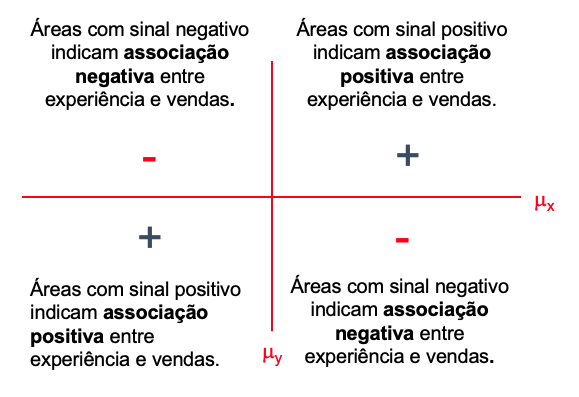 Áreas com sinal negativo
indicam associação
negativa entre
experiência e vendas.
Áreas com sinal positivo
indicam associação
positiva entre
experiência e vendas.
-
+
μx
+
-
Áreas com sinal positivo
indicam associação
positiva entre
experiência e vendas.
Áreas com sinal negativo
indicam associação
negativa entre
experiência e vendas.
μy